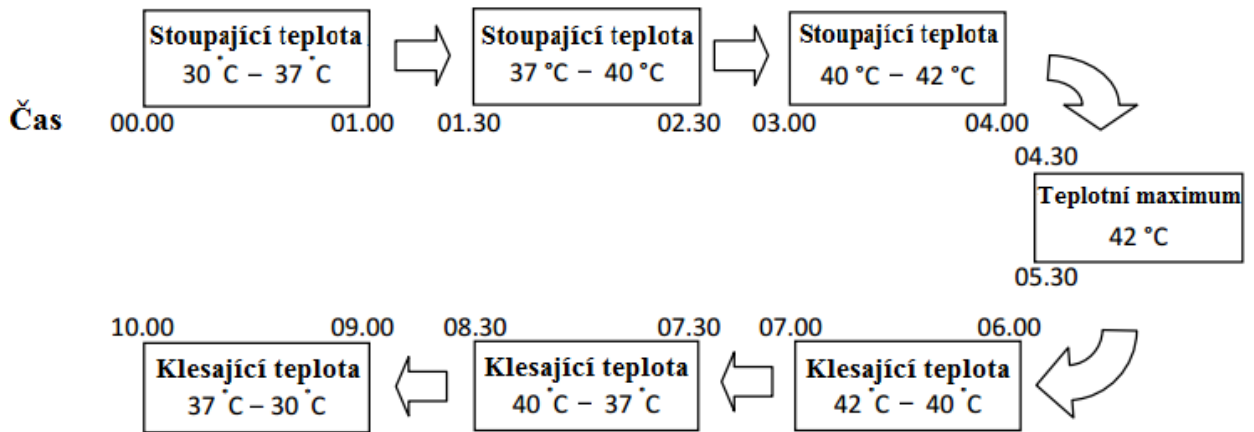 Stoupající teplota
30 °C – 37 °C
Stoupající teplota
37 °C – 40 °C
Stoupající teplota
40 °C – 42 °C
Čas
00.00
01.00
01.30
02.30
03.00
04.00
04.30
Teplotní maximum
42 °C
05.30
10.00
09.00
08.30
07.30
07.00
06.00
Klesající teplota
37 °C – 30 °C
Klesající teplota
40 °C – 37 °C
Klesající teplota
42 °C – 40 °C